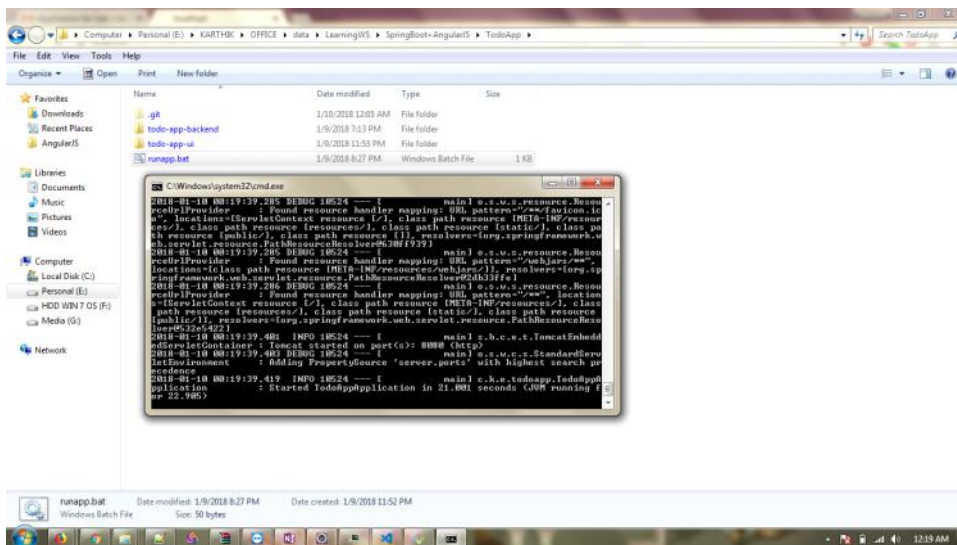 Computer ▸ Personal (E:) ▸ KARTHIK ▸ OFFICE ▸ data ▸ LearningWS ▸ SpringBoot+AngularJS ▸ TodoApp ▸
Search TodoApp
File Edit View Tools Help
Organize Open Print New folder
Name Date modified Type Size
Favorites
Downloads
Recent Places
AngularJS
Libraries
Documents
Music
Pictures
Videos
Computer
Local Disk (C:)
Personal (E:)
HDD WIN 7 OS (F:)
Media (G:)
Network
.git 1/10/2018 12:05 AM File folder
todo-app-backend 1/9/2018 7:13 PM File folder
todo-app-ui 1/9/2018 11:53 PM File folder
runapp.bat 1/9/2018 8:27 PM Windows Batch File 1 KB
C:\Windows\system32\cmd.exe
2018-01-10 00:19:39.285 DEBUG 10524 --- [ main] o.s.w.s.resource.Resou
rceUrlProvider : Found resource handler mapping: URL pattern="/**/favicon.ic
o", locations=[ServletContext resource [/], class path resource [META-INF/resour
ces/], class path resource [resources/], class path resource [static/], class pa
th resource [public/], class path resource []], resolvers=[org.springframework.w
eb.servlet.resource.PathResourceResolver@630ff939]
2018-01-10 00:19:39.285 DEBUG 10524 --- [ main] o.s.w.s.resource.Resou
rceUrlProvider : Found resource handler mapping: URL pattern="/webjars/**",
locations=[class path resource [META-INF/resources/webjars/]], resolvers=[org.sp
ringframework.web.servlet.resource.PathResourceResolver@2db33ffe]
2018-01-10 00:19:39.286 DEBUG 10524 --- [ main] o.s.w.s.resource.Resou
rceUrlProvider : Found resource handler mapping: URL pattern="/**", location
s=[ServletContext resource [/], class path resource [META-INF/resources/], class
path resource [resources/], class path resource [static/], class path resource
[public/]], resolvers=[org.springframework.web.servlet.resource.PathResourceReso
lver@532e5422]
2018-01-10 00:19:39.401 INFO 10524 --- [ main] s.b.c.e.t.TomcatEmbedd
edServletContainer : Tomcat started on port(s): 8080 (http)
2018-01-10 00:19:39.403 DEBUG 10524 --- [ main] o.s.w.c.s.StandardServ
letEnvironment : Adding PropertySource 'server.ports' with highest search pr
ecedence
2018-01-10 00:19:39.419 INFO 10524 --- [ main] c.k.e.todoapp.TodoAppA
pplication : Started TodoAppApplication in 21.001 seconds (JVM running f
or 22.905)
runapp.bat Date modified: 1/9/2018 8:27 PM Date created: 1/9/2018 11:52 PM
Windows Batch File Size: 50 bytes
12:19 AM